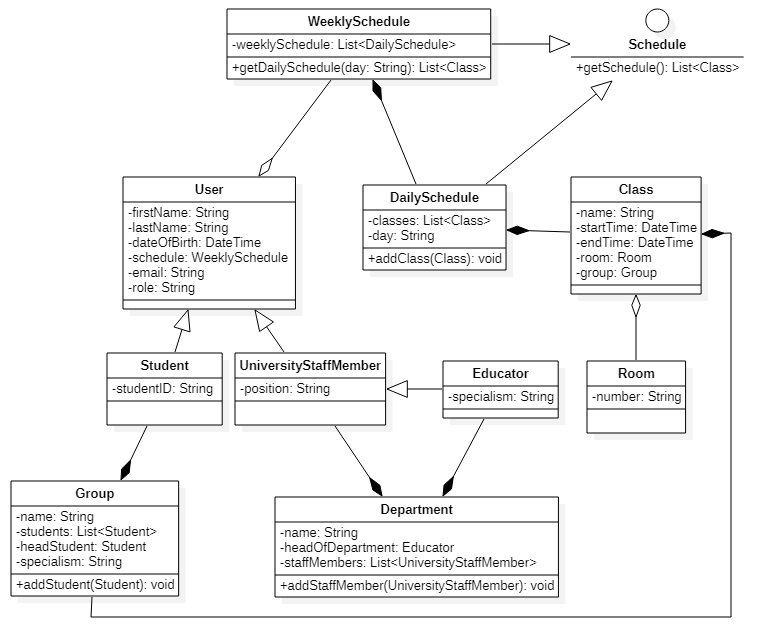 WeeklySchedule
-weeklySchedule: List<DailySchedule>
+getDailySchedule(day: String): List<Class>
Schedule
+getSchedule(): List<Class>
User
-firstName: String
-lastName: String
-dateOfBirth: DateTime
-schedule: WeeklySchedule
-email: String
-role: String
DailySchedule
-classes: List<Class>
-day: String
+addClass(Class): void
Class
-name: String
-startTime: DateTime
-endTime: DateTime
-room: Room
-group: Group
Student
-studentID: String
UniversityStaffMember
-position: String
Educator
-specialism: String
Room
-number: String
Group
-name: String
-students: List<Student>
-headStudent: Student
-specialism: String
+addStudent(Student): void
Department
-name: String
-headOfDepartment: Educator
-staffMembers: List<UniversityStaffMember>
+addStaffMember(UniversityStaffMember): void